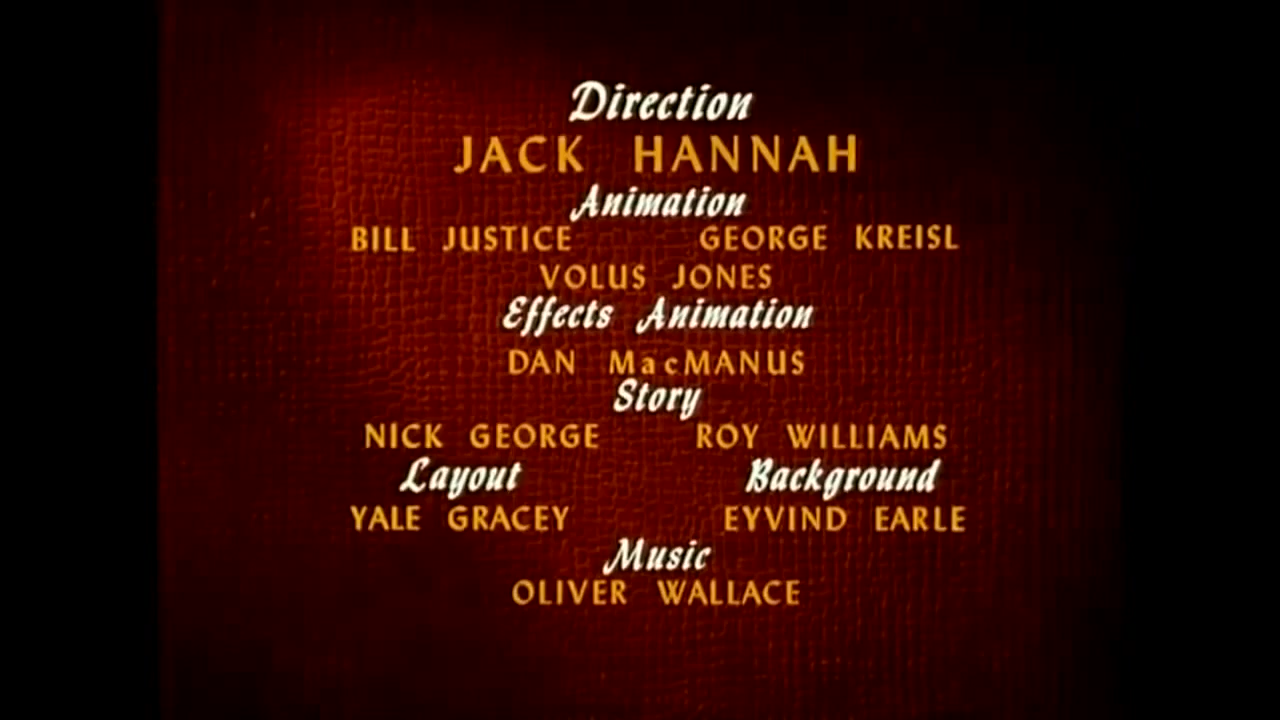 Direction
JACK HANNAH
Animation
BILL JUSTICE GEORGE KREISL
VOLUS JONES
Effects Animation
DAN MacMANUS
Story
NICK GEORGE ROY WILLIAMS
Layout Background
YALE GRACEY EYVIND EARLE
Music
OLIVER WALLACE